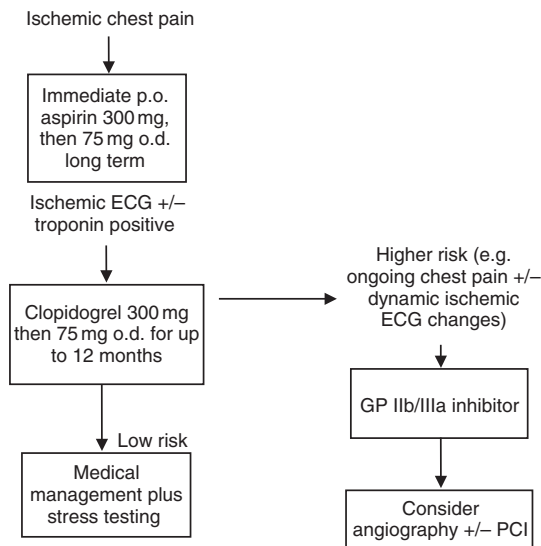 Ischemic chest pain
Immediate p.o.
aspirin 300 mg,
then 75 mg o.d.
long term
Ischemic ECG +/–
troponin positive
Clopidogrel 300 mg
then 75 mg o.d. for up
to 12 months
Low risk
Medical
management plus
stress testing
Higher risk (e.g.
ongoing chest pain +/–
dynamic ischemic
ECG changes)
GP IIb/IIIa inhibitor
Consider
angiography +/– PCI